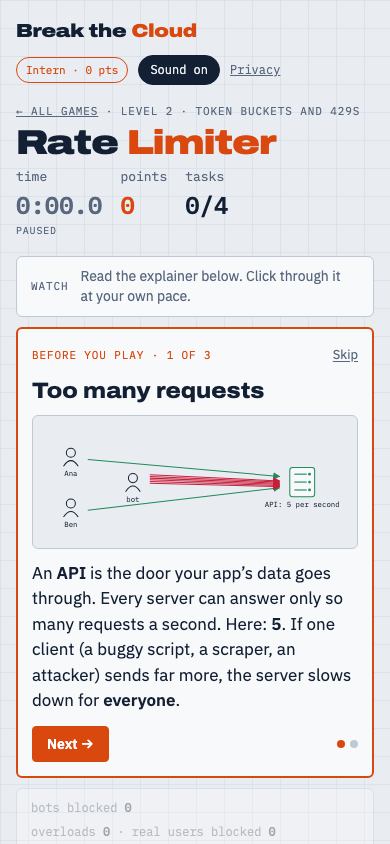 Break the Cloud
Intern · 0 pts
Sound on
Privacy
← ALL GAMES · LEVEL 2 · TOKEN BUCKETS AND 429S
Rate Limiter
time points tasks
0:00.0 0 0/4
PAUSED
WATCH
Read the explainer below. Click through it
at your own pace.
BEFORE YOU PLAY · 1 OF 3
Skip
Too many requests
Ana
bot
Ben
API: 5 per second
An API is the door your app’s data goes
through. Every server can answer only so
many requests a second. Here: 5. If one
client (a buggy script, a scraper, an
attacker) sends far more, the server slows
down for everyone.
Next →
bots blocked 0
overloads 0 · real users blocked 0